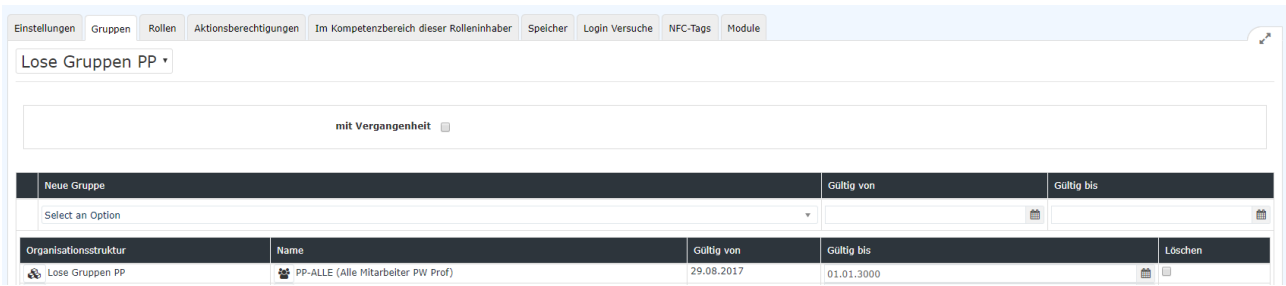 Einstellungen Gruppen Rollen Aktionsberechtigungen Im Kompetenzbereich dieser Rolleninhaber Speicher Login Versuche NFC-Tags Module
Lose Gruppen PP
mit Vergangenheit
Neue Gruppe Gültig von Gültig bis
Select an Option
Organisationsstruktur Name Gültig von Gültig bis Löschen
Lose Gruppen PP PP-ALLE (Alle Mitarbeiter PW Prof) 29.08.2017 01.01.3000